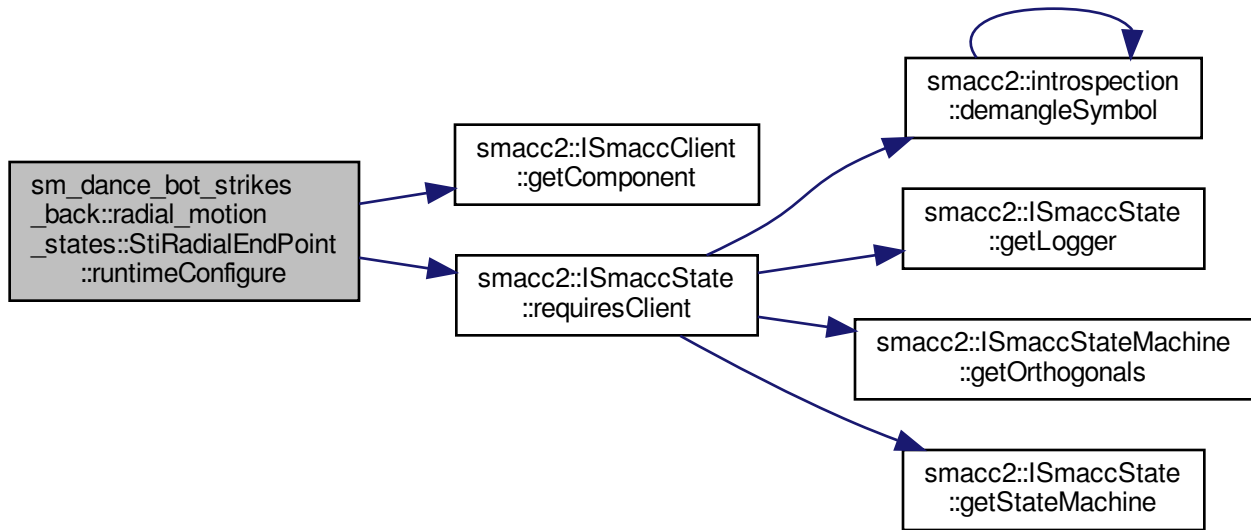 sm_dance_bot_strikes
_back::radial_motion
_states::StiRadialEndPoint
::runtimeConfigure
smacc2::ISmaccClient
::getComponent
smacc2::ISmaccState
::requiresClient
smacc2::introspection
::demangleSymbol
smacc2::ISmaccState
::getLogger
smacc2::ISmaccStateMachine
::getOrthogonals
smacc2::ISmaccState
::getStateMachine